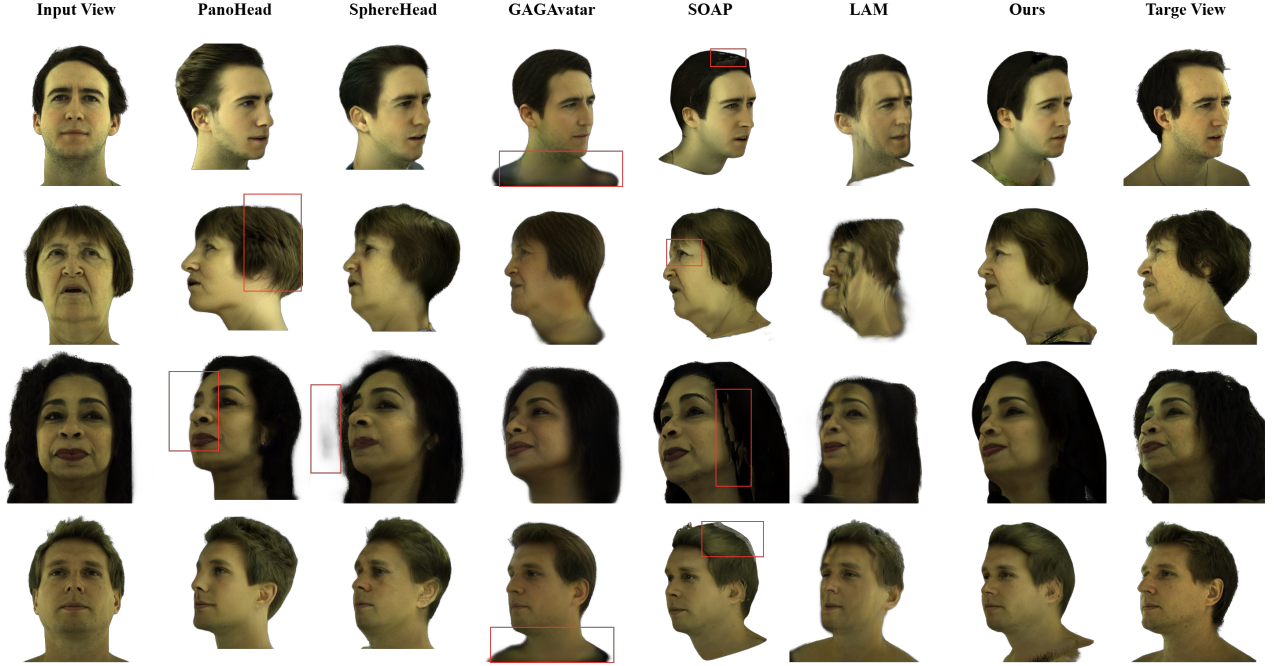 Input View
PanoHead
SphereHead
GAGAvatar
SOAP
LAM
Ours
Targe View